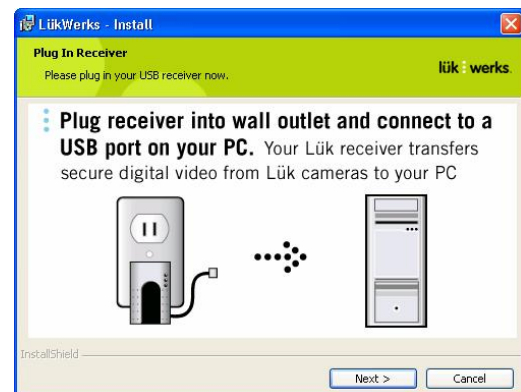 LükWerks - Install
Plug In Receiver
Please plug in your USB receiver now.
lük werks.
Plug receiver into wall outlet and connect to a
USB port on your PC. Your Lük receiver transfers
secure digital video from Lük cameras to your PC
InstallShield
Next >
Cancel